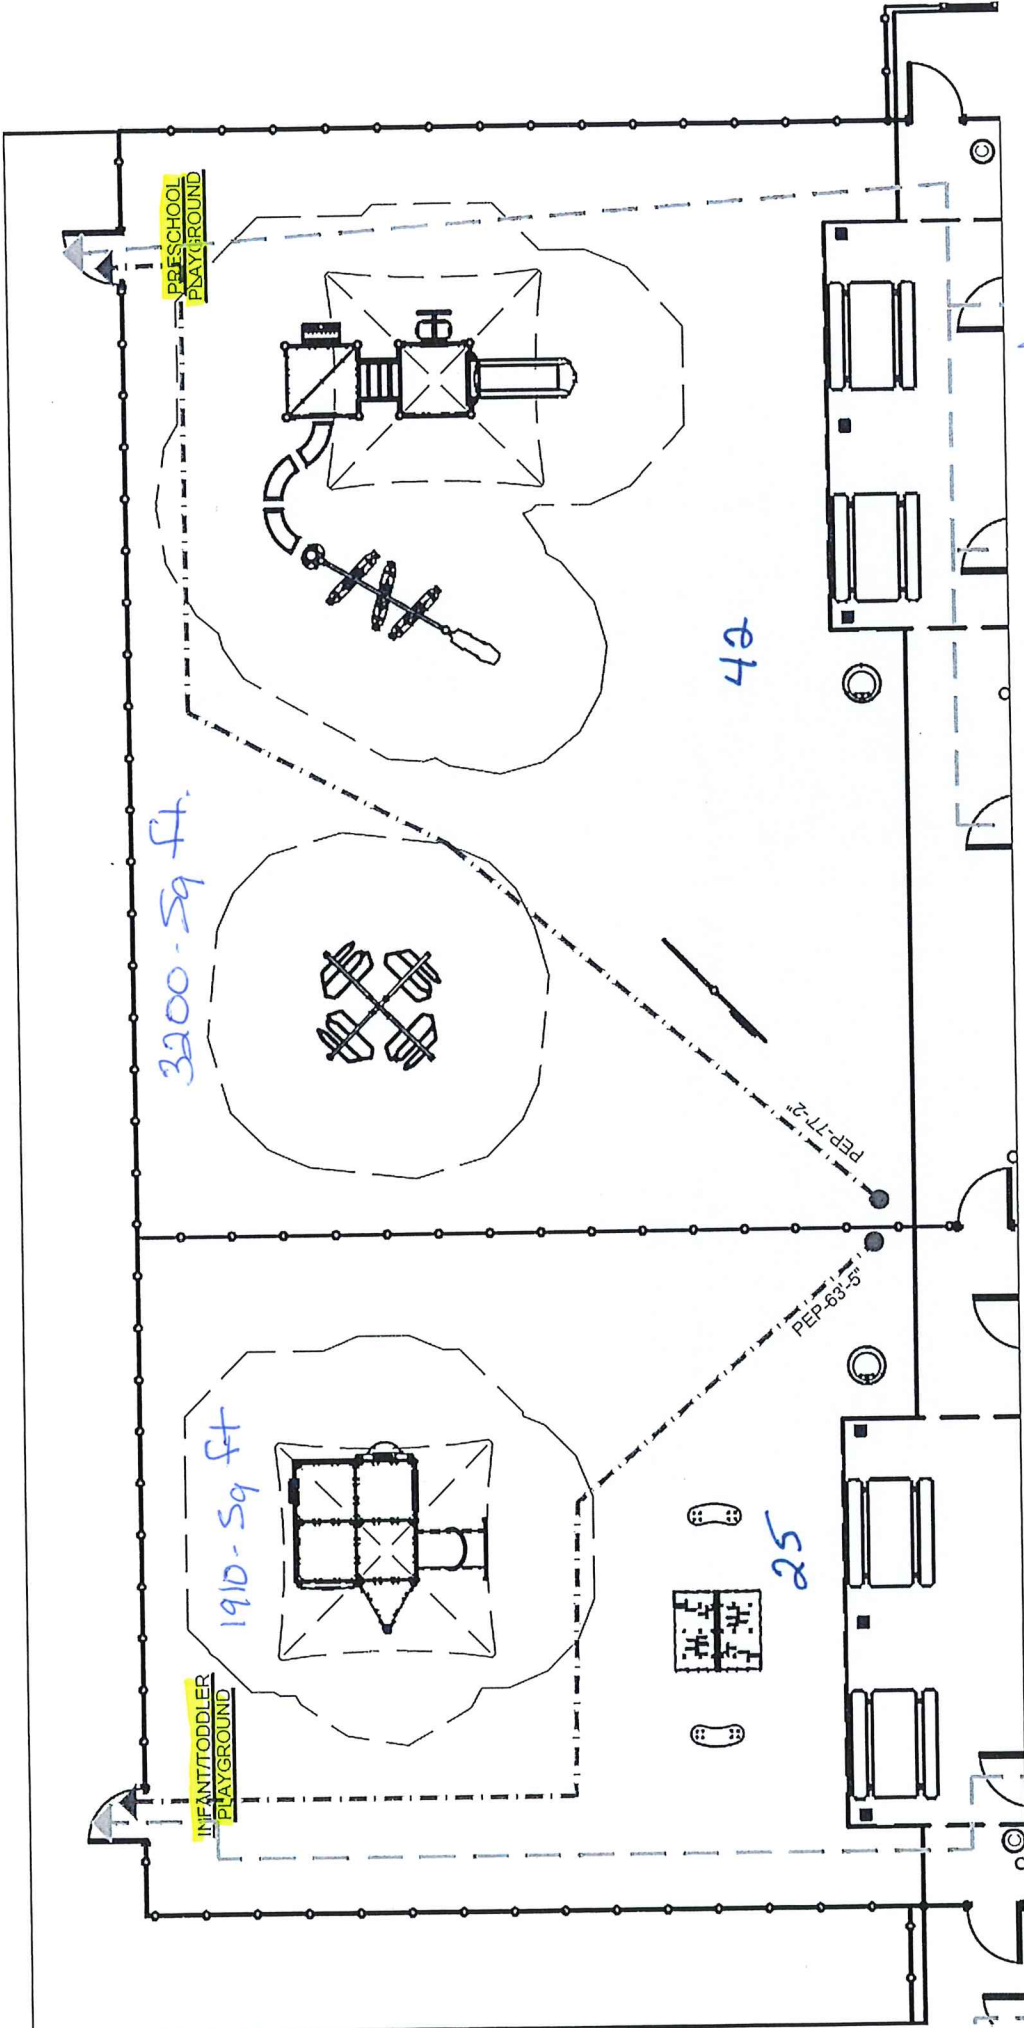 INFANT/TODDLER
PLAYGROUND
1910-Sq ft
25
PEP-63'-5"
3200-Sq ft.
PEP-77'-2"
42
PRESCHOOL
PLAYGROUND
C
C